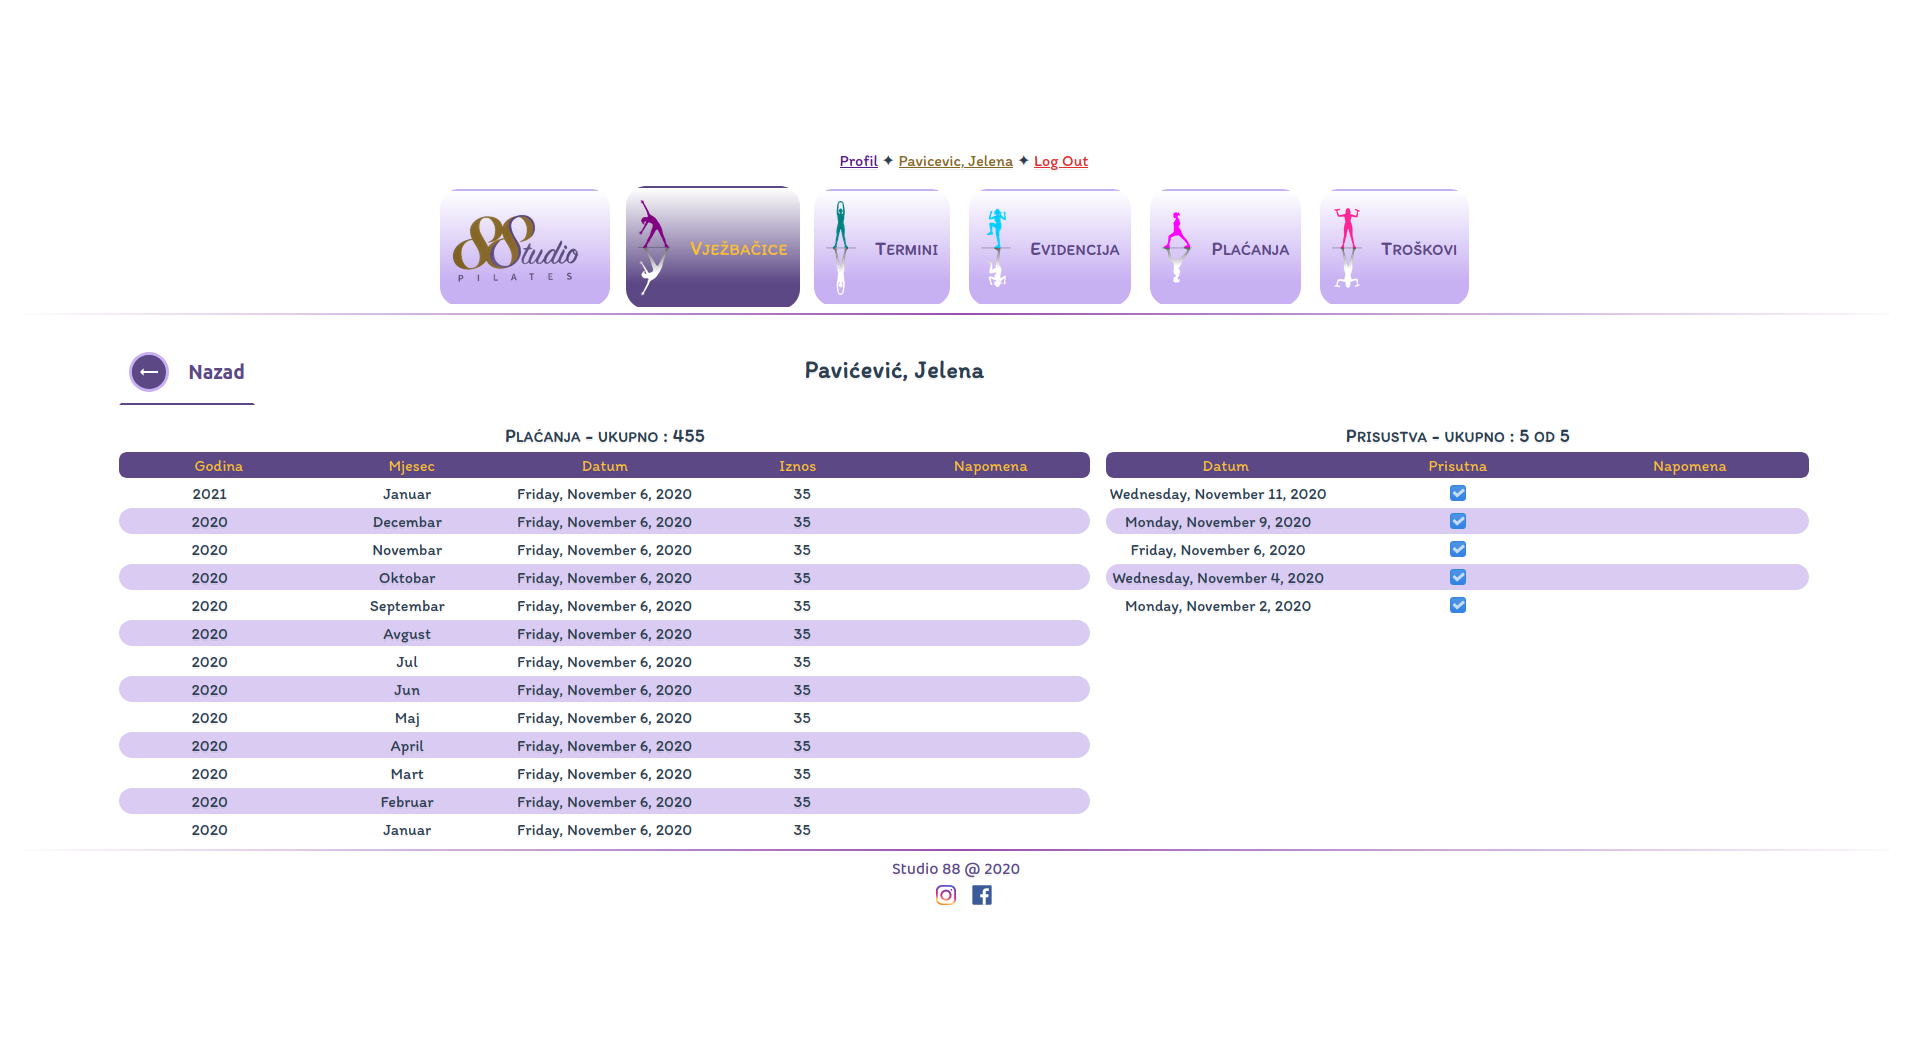 Profil ✦ Pavicevic, Jelena ✦ Log Out
88tudio
PILATES
Vježbačice
Termini
Evidencija
Plaćanja
Troškovi
Nazad
Pavićević, Jelena
Plaćanja - ukupno : 455
Godina Mjesec Datum Iznos Napomena
2021 Januar Friday, November 6, 2020 35
2020 Decembar Friday, November 6, 2020 35
2020 Novembar Friday, November 6, 2020 35
2020 Oktobar Friday, November 6, 2020 35
2020 Septembar Friday, November 6, 2020 35
2020 Avgust Friday, November 6, 2020 35
2020 Jul Friday, November 6, 2020 35
2020 Jun Friday, November 6, 2020 35
2020 Maj Friday, November 6, 2020 35
2020 April Friday, November 6, 2020 35
2020 Mart Friday, November 6, 2020 35
2020 Februar Friday, November 6, 2020 35
2020 Januar Friday, November 6, 2020 35
Prisustva - ukupno : 5 od 5
Datum Prisutna Napomena
Wednesday, November 11, 2020
Monday, November 9, 2020
Friday, November 6, 2020
Wednesday, November 4, 2020
Monday, November 2, 2020
Studio 88 @ 2020